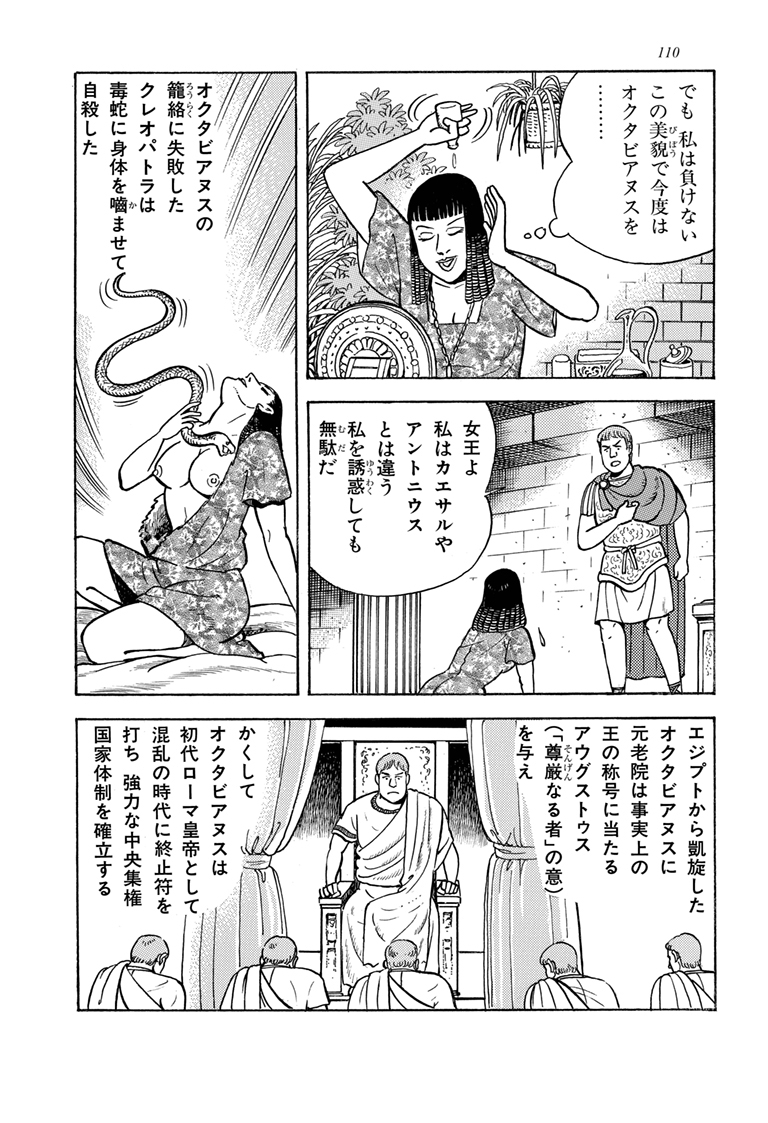 110
でも 私は負けない
この美貌で今度は
オクタビアヌスを
………
女王よ
私はカエサルや
アントニウス
とは違う
私を誘惑しても
無駄だ
オクタビアヌスの
籠絡に失敗した
クレオパトラは
毒蛇に身体を嚙ませて
自殺した
エジプトから凱旋した
オクタビアヌスに
元老院は事実上の
王の称号に当たる
アウグストゥス
(「尊厳なる者」の意)
を与え
かくして
オクタビアヌスは
初代ローマ皇帝として
混乱の時代に終止符を
打ち 強力な中央集権
国家体制を確立する